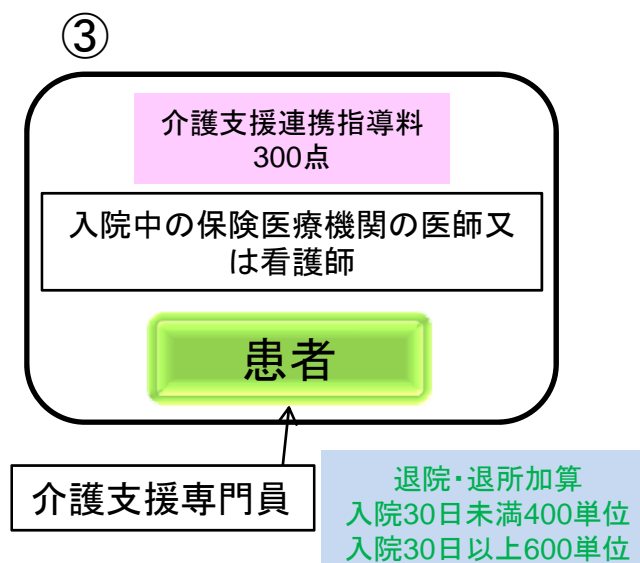 ③
介護支援連携指導料
300点
入院中の保険医療機関の医師又
は看護師
患者
介護支援専門員
退院・退所加算
入院30日未満400単位
入院30日以上600単位